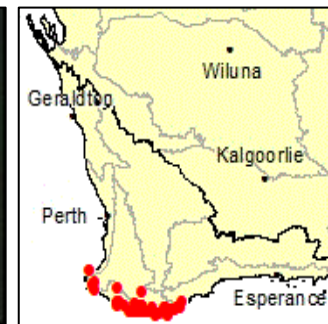 Wiluna
Geraldton
Kalgoorlie
Perth
Esperance